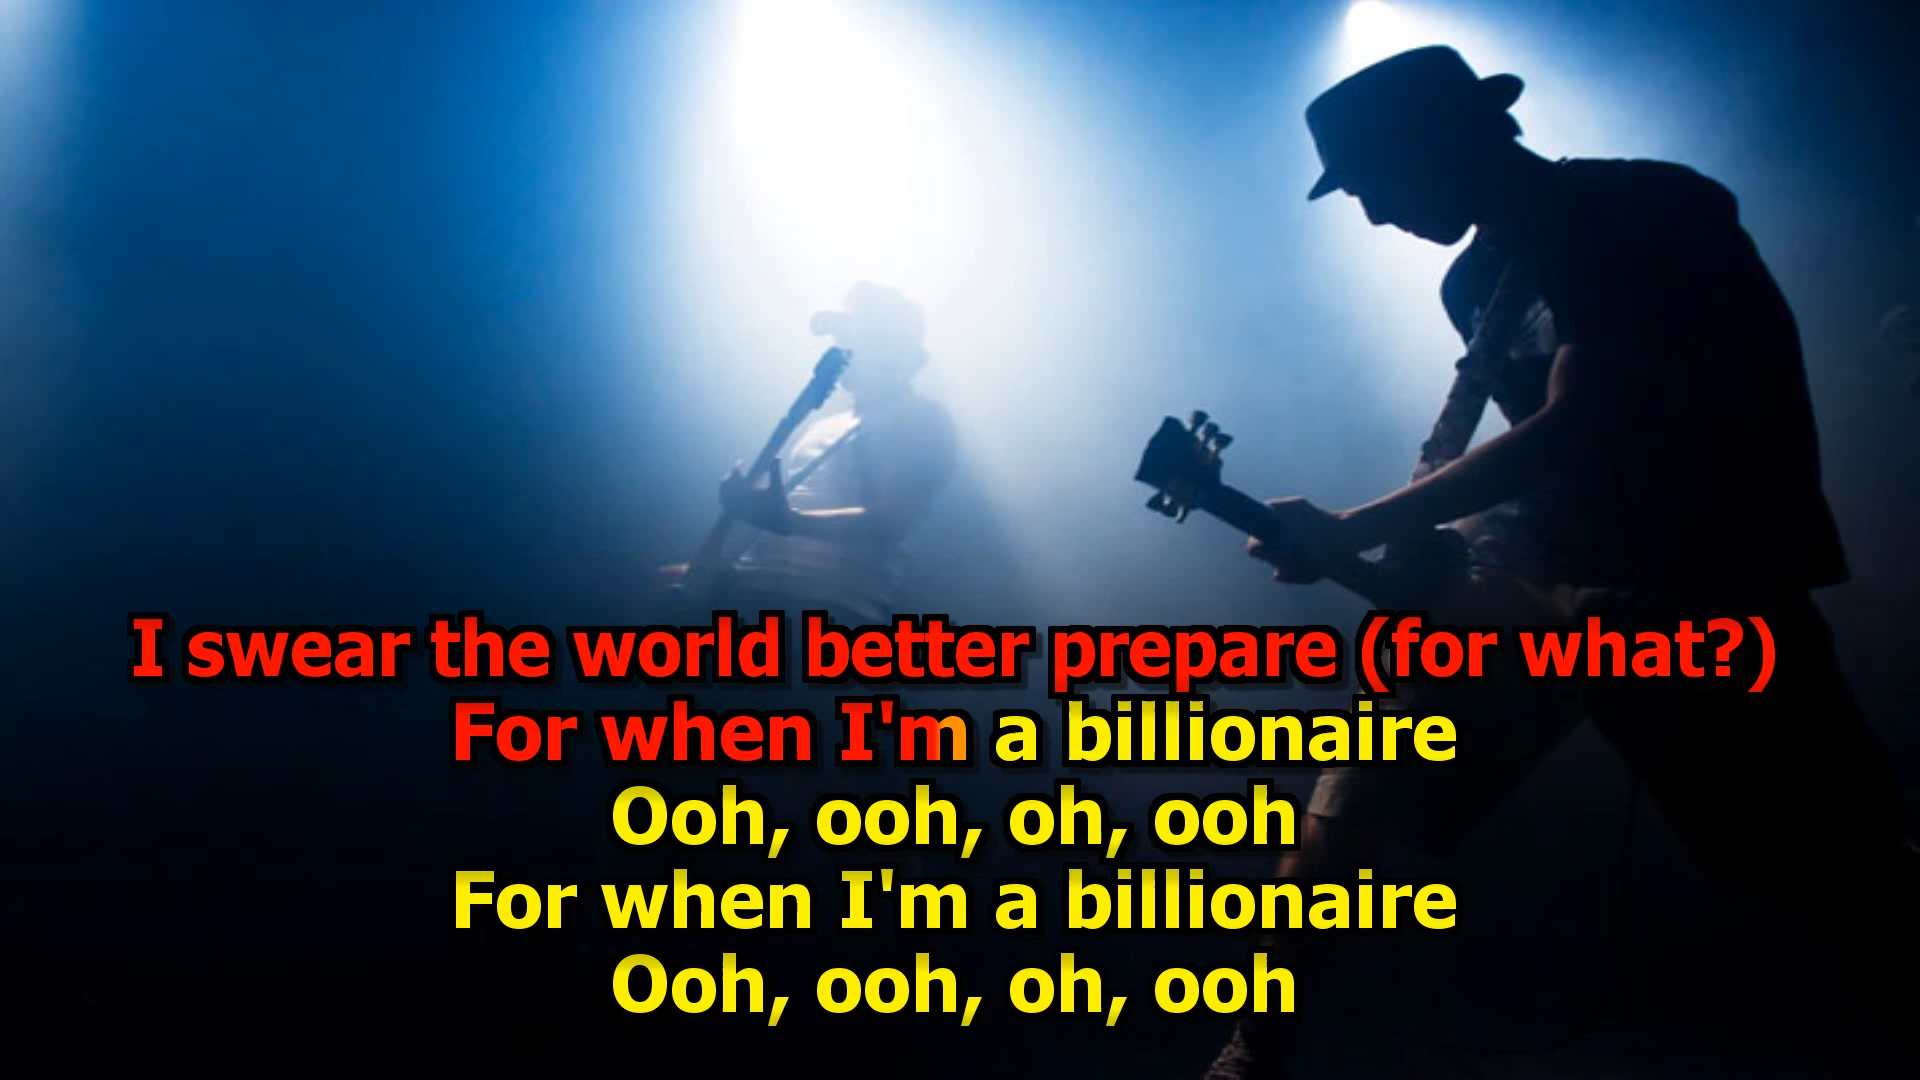 I swear the world better prepare (for what?)
For when I'm a billionaire
Ooh, ooh, oh, ooh
For when I'm a billionaire
Ooh, ooh, oh, ooh